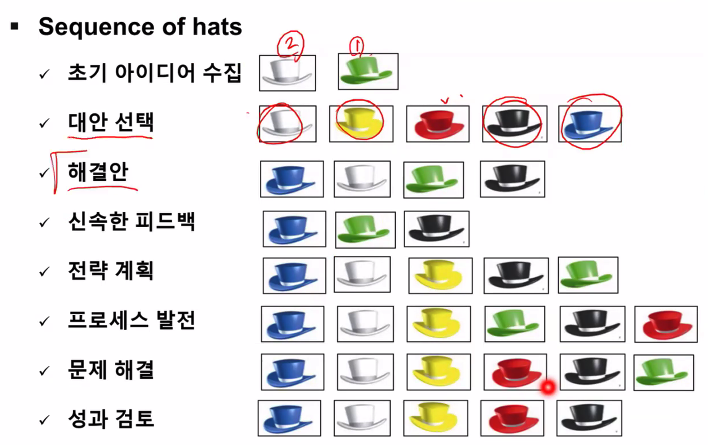 Sequence of hats
② ①
초기 아이디어 수집
대안 선택
해결안
신속한 피드백
전략 계획
프로세스 발전
문제 해결
성과 검토